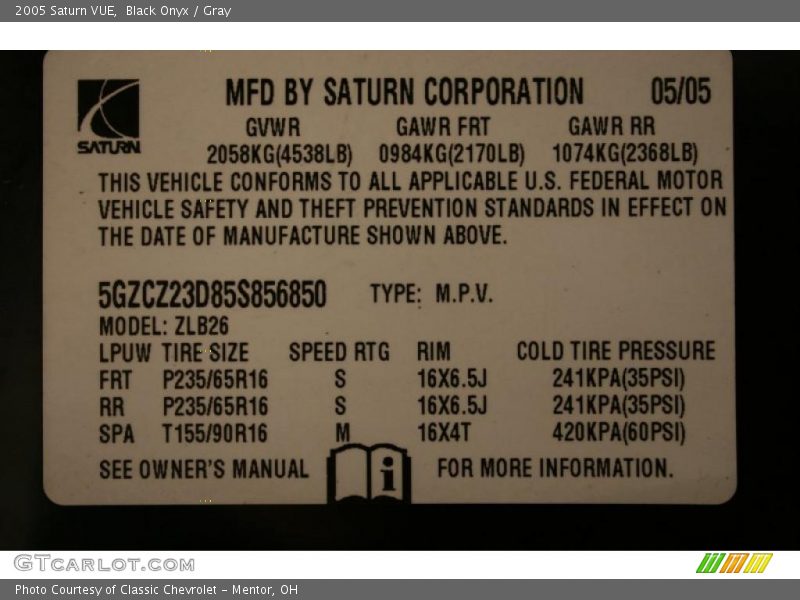 2005 Saturn VUE,  Black Onyx / Gray
MFD BY SATURN CORPORATION 05/05
SATURN
GVWR GAWR FRT GAWR RR
2058KG(4538LB) 0984KG(2170LB) 1074KG(2368LB)
THIS VEHICLE CONFORMS TO ALL APPLICABLE U.S. FEDERAL MOTOR
VEHICLE SAFETY AND THEFT PREVENTION STANDARDS IN EFFECT ON
THE DATE OF MANUFACTURE SHOWN ABOVE.
5GZCZ23D85S856850 TYPE: M.P.V.
MODEL: ZLB26
LPUW TIRE SIZE SPEED RTG RIM COLD TIRE PRESSURE
FRT P235/65R16 S 16X6.5J 241KPA(35PSI)
RR P235/65R16 S 16X6.5J 241KPA(35PSI)
SPA T155/90R16 M 16X4T 420KPA(60PSI)
SEE OWNER'S MANUAL i FOR MORE INFORMATION.
GTCARLOT.COM
Photo Courtesy of Classic Chevrolet - Mentor, OH